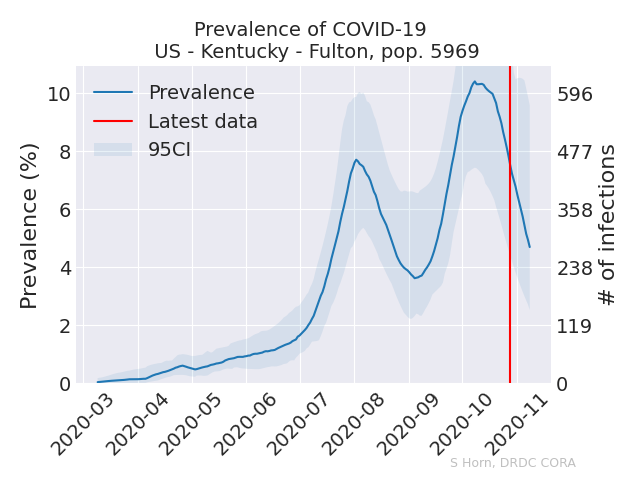 Prevalence of COVID-19
US - Kentucky - Fulton, pop. 5969
Prevalence
Latest data
95CI
Prevalence (%)
10
8
6
4
2
0
596
477
358
238
119
0
# of infections
2020-03
2020-04
2020-05
2020-06
2020-07
2020-08
2020-09
2020-10
2020-11
S Horn, DRDC CORA